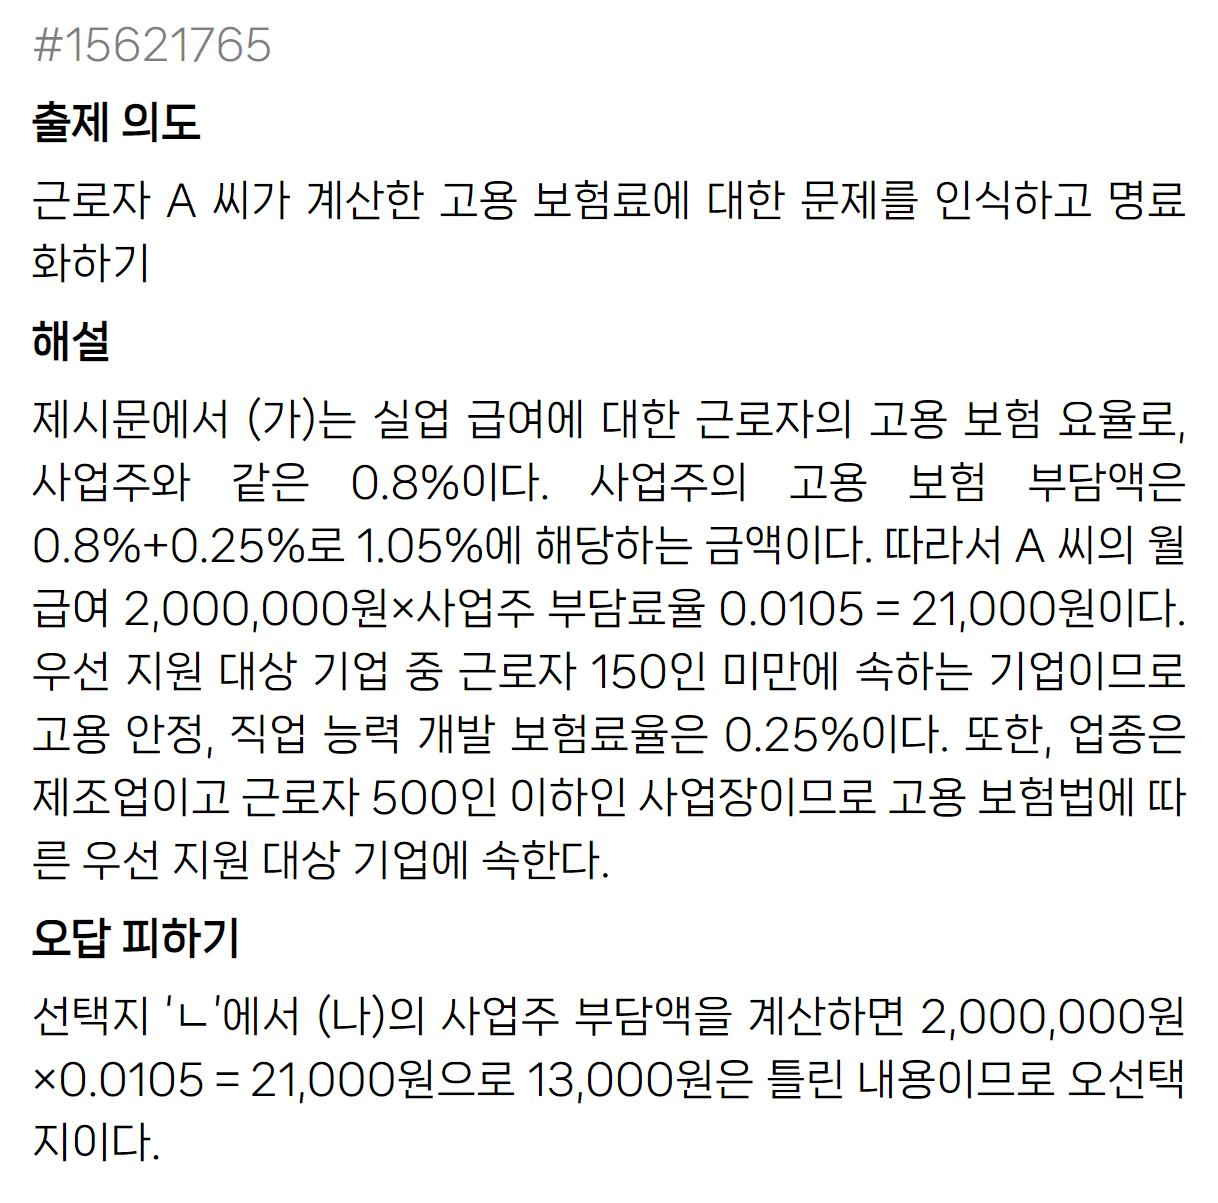 #15621765
출제 의도
근로자 A 씨가 계산한 고용 보험료에 대한 문제를 인식하고 명료
화하기
해설
제시문에서 (가)는 실업 급여에 대한 근로자의 고용 보험 요율로,
사업주와 같은 0.8%이다. 사업주의 고용 보험 부담액은
0.8%+0.25%로 1.05%에 해당하는 금액이다. 따라서 A 씨의 월
급여 2,000,000원×사업주 부담료율 0.0105 = 21,000원이다.
우선 지원 대상 기업 중 근로자 150인 미만에 속하는 기업이므로
고용 안정, 직업 능력 개발 보험료율은 0.25%이다. 또한, 업종은
제조업이고 근로자 500인 이하인 사업장이므로 고용 보험법에 따
른 우선 지원 대상 기업에 속한다.
오답 피하기
선택지 'ㄴ'에서 (나)의 사업주 부담액을 계산하면 2,000,000원
×0.0105 = 21,000원으로 13,000원은 틀린 내용이므로 오선택
지이다.